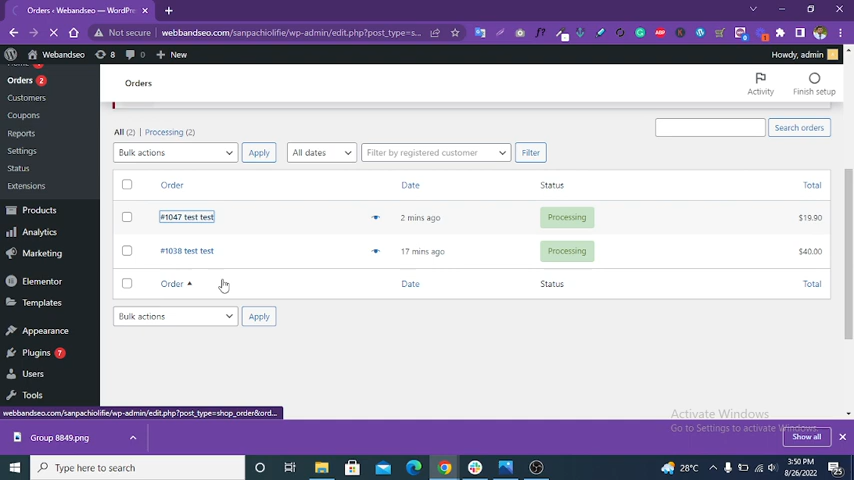 Orders ‹ Webandseo — WordPr
Not secure
webbandseo.com/sanpachiolifie/wp-admin/edit.php?post_type=s...
Webandseo
8
0
New
Howdy, admin
Orders 2
Customers
Coupons
Reports
Settings
Status
Extensions
Products
Analytics
Marketing
Elementor
Templates
Appearance
Plugins 7
Users
Tools
Orders
Activity
Finish setup
All (2) | Processing (2)
Search orders
Bulk actions
Apply
All dates
Filter by registered customer
Filter
Order
Date
Status
Total
#1047 test test
2 mins ago
Processing
$19.90
#1038 test test
17 mins ago
Processing
$40.00
Order
Date
Status
Total
Bulk actions
Apply
webbandseo.com/sanpachiolifie/wp-admin/edit.php?post_type=shop_order&ord...
Activate Windows
Go to Settings to activate Windows.
Group 8849.png
Show all
Type here to search
28°C
3:50 PM
8/26/2022
25